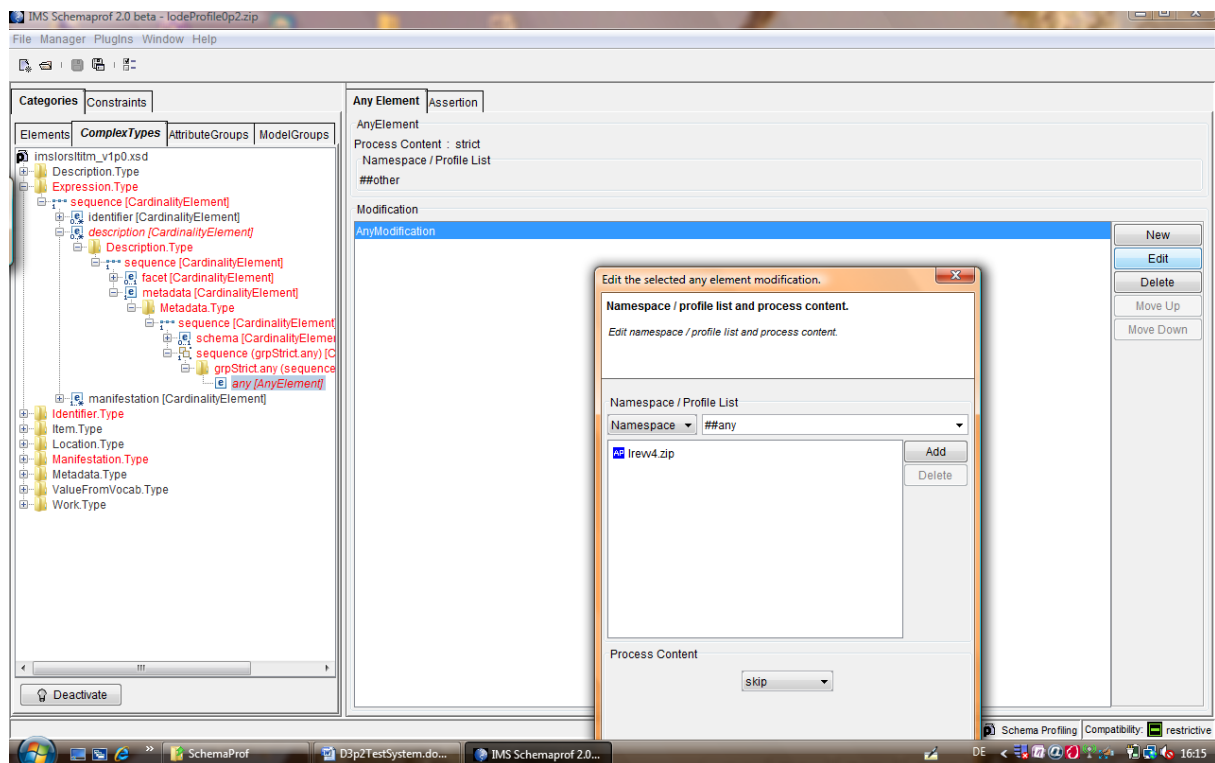 IMS Schemaprof 2.0 beta - lodeProfile0p2.zip
File Manager PlugIns Window Help
Categories Constraints
Elements ComplexTypes AttributeGroups ModelGroups
imslorsltitm_v1p0.xsd
Description.Type
Expression.Type
sequence [CardinalityElement]
identifier [CardinalityElement]
description [CardinalityElement]
Description.Type
sequence [CardinalityElement]
facet [CardinalityElement]
metadata [CardinalityElement]
Metadata.Type
sequence [CardinalityElement
schema [CardinalityElemer
sequence (grpStrict.any) [C
grpStrict.any (sequence
any [AnyElement]
manifestation [CardinalityElement]
Identifier.Type
Item.Type
Location.Type
Manifestation.Type
Metadata.Type
ValueFromVocab.Type
Work.Type
Deactivate
Any Element Assertion
AnyElement
Process Content : strict
Namespace / Profile List
##other
Modification
AnyModification
New
Edit
Delete
Move Up
Move Down
Edit the selected any element modification.
Namespace / profile list and process content.
Edit namespace / profile list and process content.
Namespace / Profile List
Namespace ##any
AP lrew4.zip
Add
Delete
Process Content
skip
Schema Profiling Compatibility: restrictive
SchemaProf D3p2TestSystem.do... IMS Schemaprof 2.0... DE 16:15